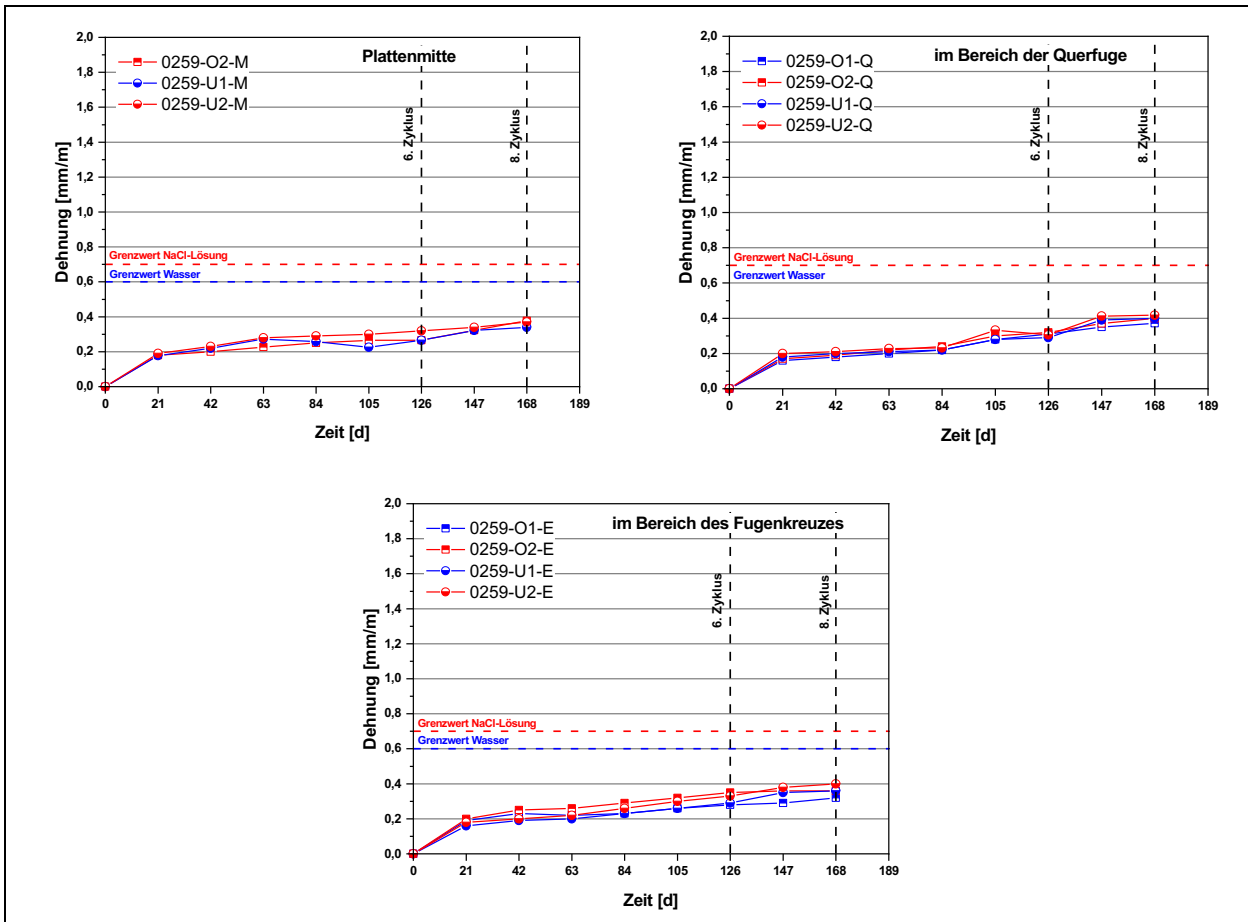 Plattenmitte
0259-O2-M
0259-U1-M
0259-U2-M
6. Zyklus
8. Zyklus
Grenzwert NaCl-Lösung
Grenzwert Wasser
Dehnung [mm/m]
2,0
1,8
1,6
1,4
1,2
1,0
0,8
0,6
0,4
0,2
0,0
0 21 42 63 84 105 126 147 168 189
Zeit [d]
im Bereich der Querfuge
0259-O1-Q
0259-O2-Q
0259-U1-Q
0259-U2-Q
6. Zyklus
8. Zyklus
Grenzwert NaCl-Lösung
Grenzwert Wasser
Dehnung [mm/m]
2,0
1,8
1,6
1,4
1,2
1,0
0,8
0,6
0,4
0,2
0,0
0 21 42 63 84 105 126 147 168 189
Zeit [d]
im Bereich des Fugenkreuzes
0259-O1-E
0259-O2-E
0259-U1-E
0259-U2-E
6. Zyklus
8. Zyklus
Grenzwert NaCl-Lösung
Grenzwert Wasser
Dehnung [mm/m]
2,0
1,8
1,6
1,4
1,2
1,0
0,8
0,6
0,4
0,2
0,0
0 21 42 63 84 105 126 147 168 189
Zeit [d]